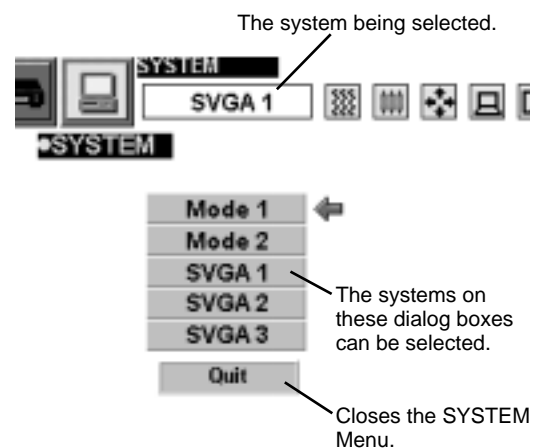 The system being selected.
SYSTEM
SVGA 1
SYSTEM
Mode 1
Mode 2
SVGA 1
SVGA 2
SVGA 3
The systems on
these dialog boxes
can be selected.
Quit
Closes the SYSTEM
Menu.